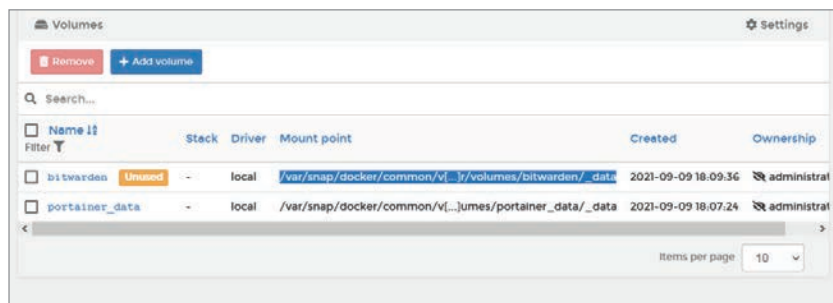 Volumes
Settings
Remove
+ Add volume
Search...
Name
Filter
Stack Driver Mount point Created Ownership
bitwarden Unused - local /var/snap/docker/common/v[...]r/volumes/bitwarden/_data 2021-09-09 18:09:36 administrat
portainer_data - local /var/snap/docker/common/v[...]umes/portainer_data/_data 2021-09-09 18:07:24 administrat
Items per page 10